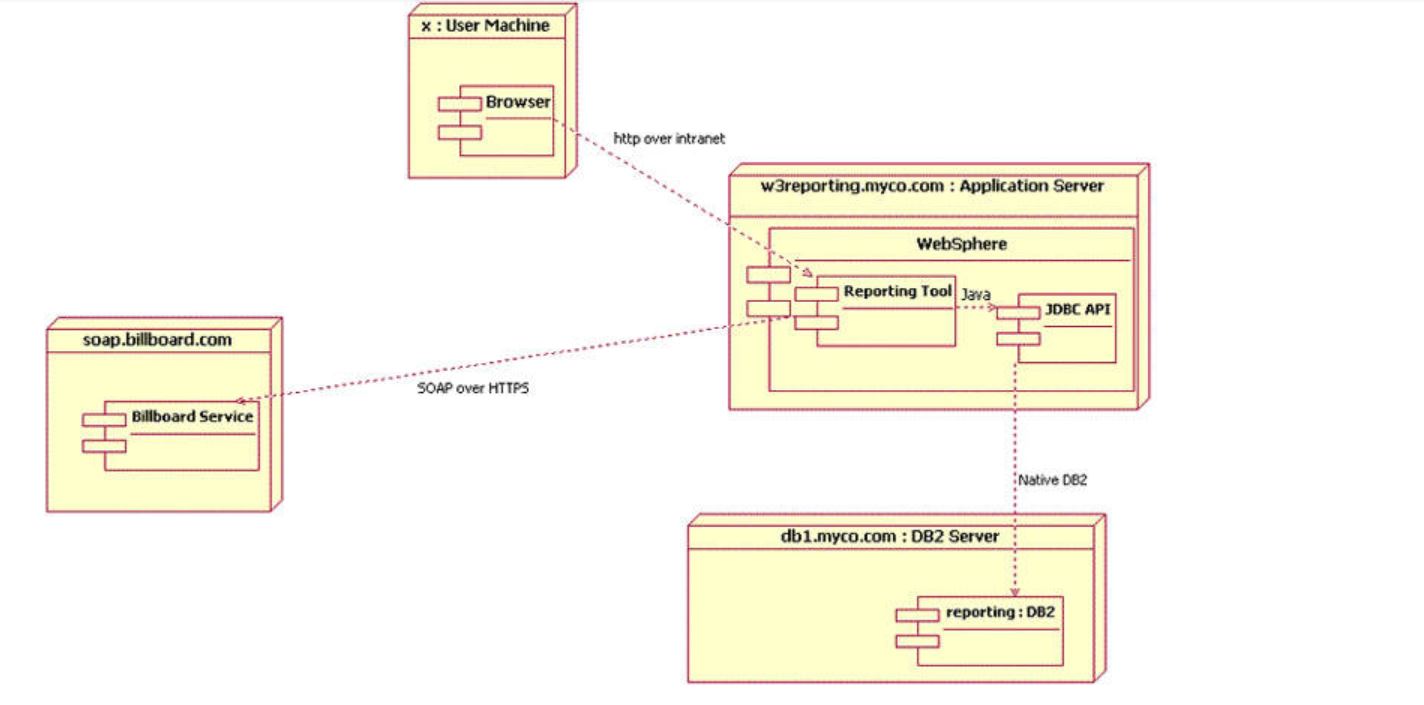 x : User Machine
Browser
http over intranet
w3reporting.myco.com : Application Server
WebSphere
Reporting Tool
Java
JDBC API
soap.billboard.com
SOAP over HTTPS
Billboard Service
Native DB2
db1.myco.com : DB2 Server
reporting : DB2